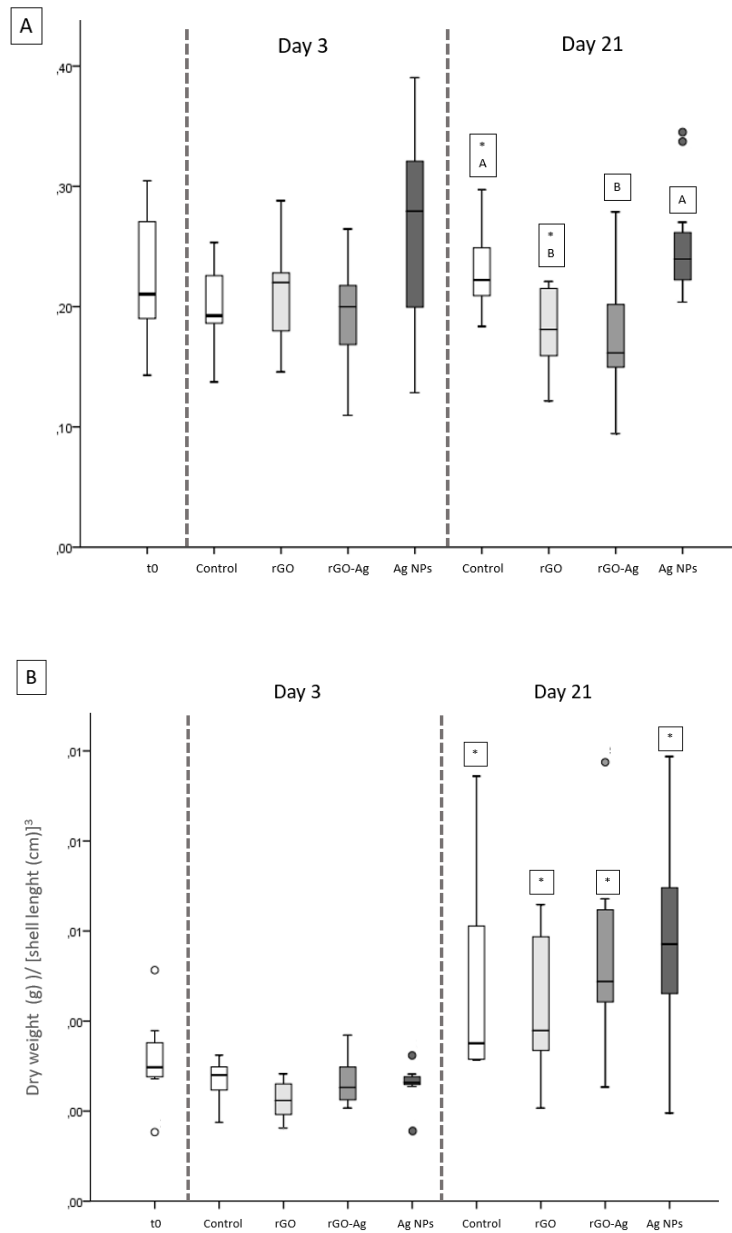 A
Day 3
Day 21
,40
,30
,20
,10
,00
*
A
*
B
B
A
t0
Control
rGO
rGO-Ag
Ag NPs
Control
rGO
rGO-Ag
Ag NPs
B
Day 3
Day 21
Dry weight (g) )/ [shell lenght (cm)]³
,01
,01
,01
,00
,00
,00
*
*
*
*
t0
Control
rGO
rGO-Ag
Ag NPs
Control
rGO
rGO-Ag
Ag NPs